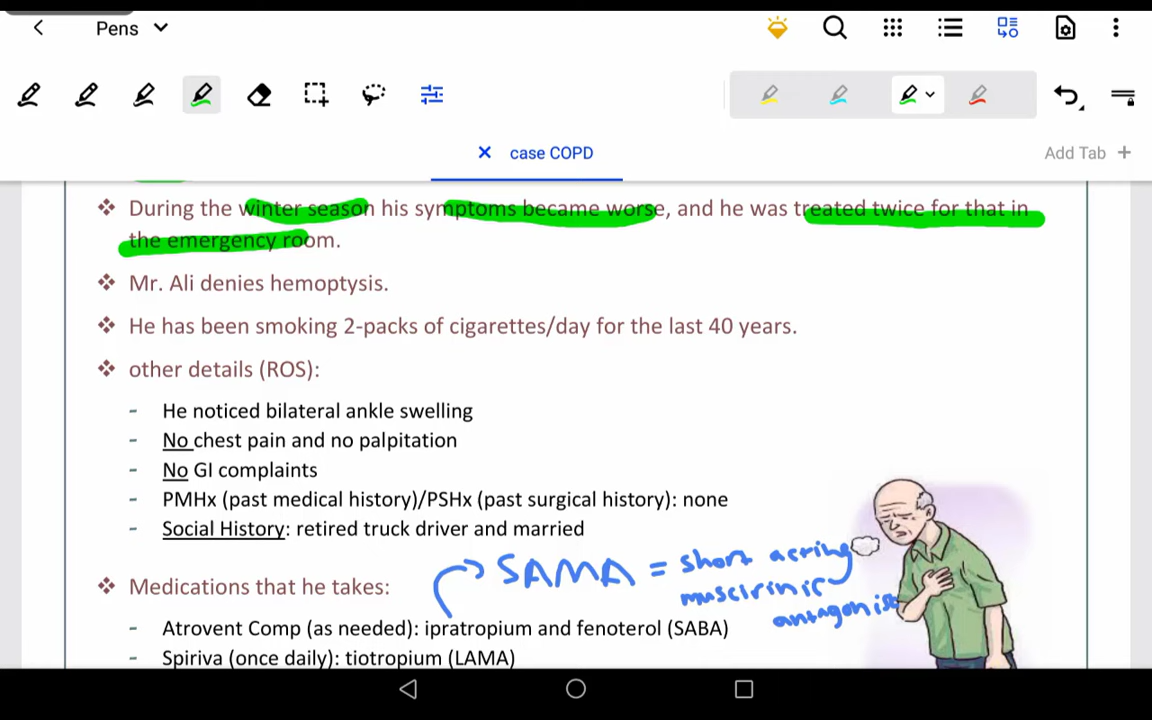 Pens
case COPD
Add Tab +
During the winter season his symptoms became worse, and he was treated twice for that in
the emergency room.
Mr. Ali denies hemoptysis.
He has been smoking 2-packs of cigarettes/day for the last 40 years.
other details (ROS):
- He noticed bilateral ankle swelling
- No chest pain and no palpitation
- No GI complaints
- PMHx (past medical history)/PSHx (past surgical history): none
- Social History: retired truck driver and married
SAMA = short acting
muscirinic
antagonist
Medications that he takes:
- Atrovent Comp (as needed): ipratropium and fenoterol (SABA)
- Spiriva (once daily): tiotropium (LAMA)